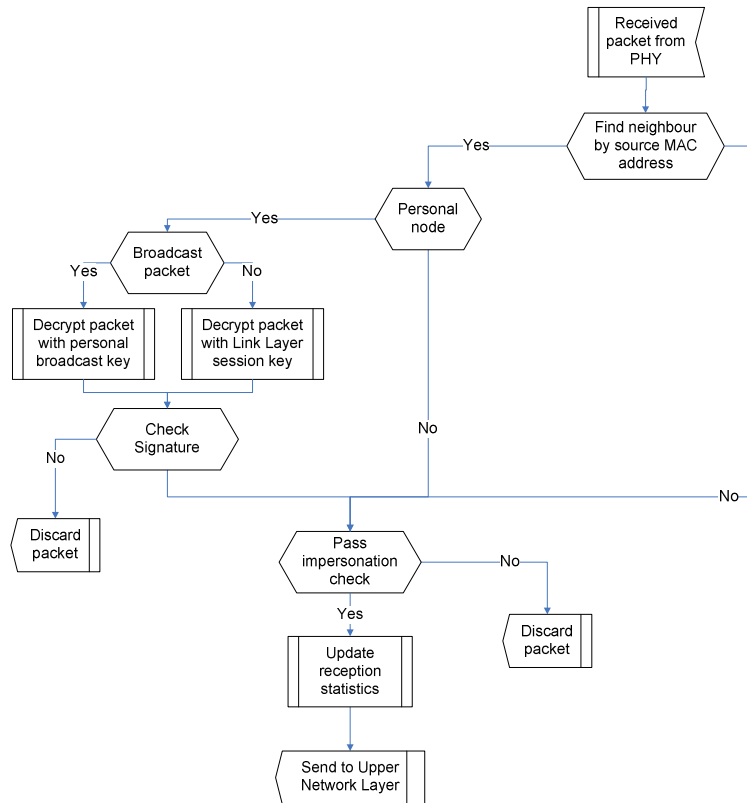 Received
packet from
PHY
Find neighbour
by source MAC
address
Yes
Personal
node
Yes
Broadcast
packet
Yes
No
Decrypt packet
with personal
broadcast key
Decrypt packet
with Link Layer
session key
Check
Signature
No
No
No
Discard
packet
Pass
impersonation
check
No
Yes
Discard
packet
Update
reception
statistics
Send to Upper
Network Layer